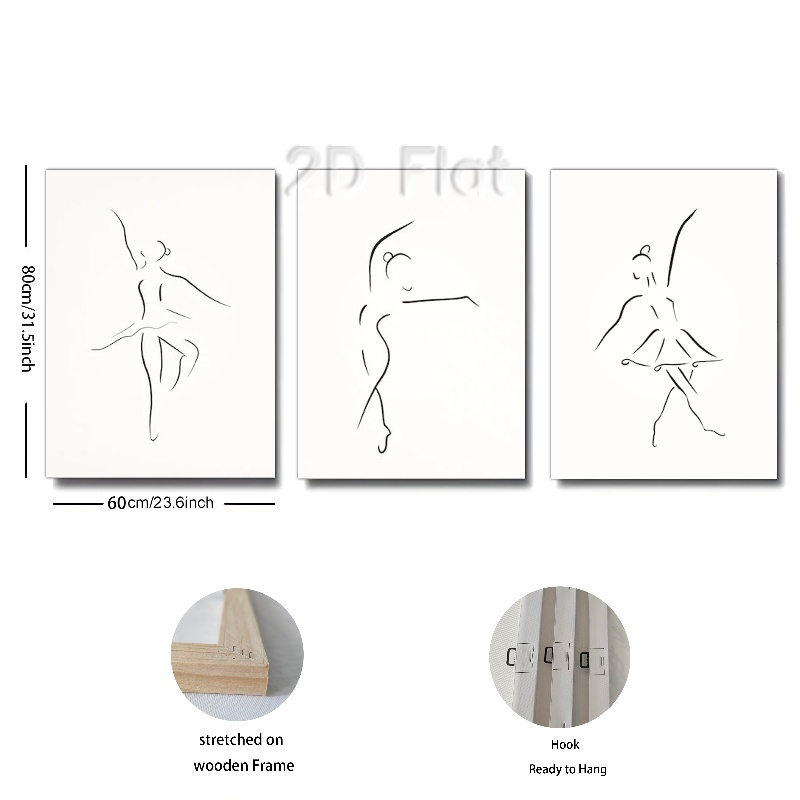 2D Flat
80cm/31.5inch
60cm/23.6inch
stretched on
wooden Frame
Hook
Ready to Hang